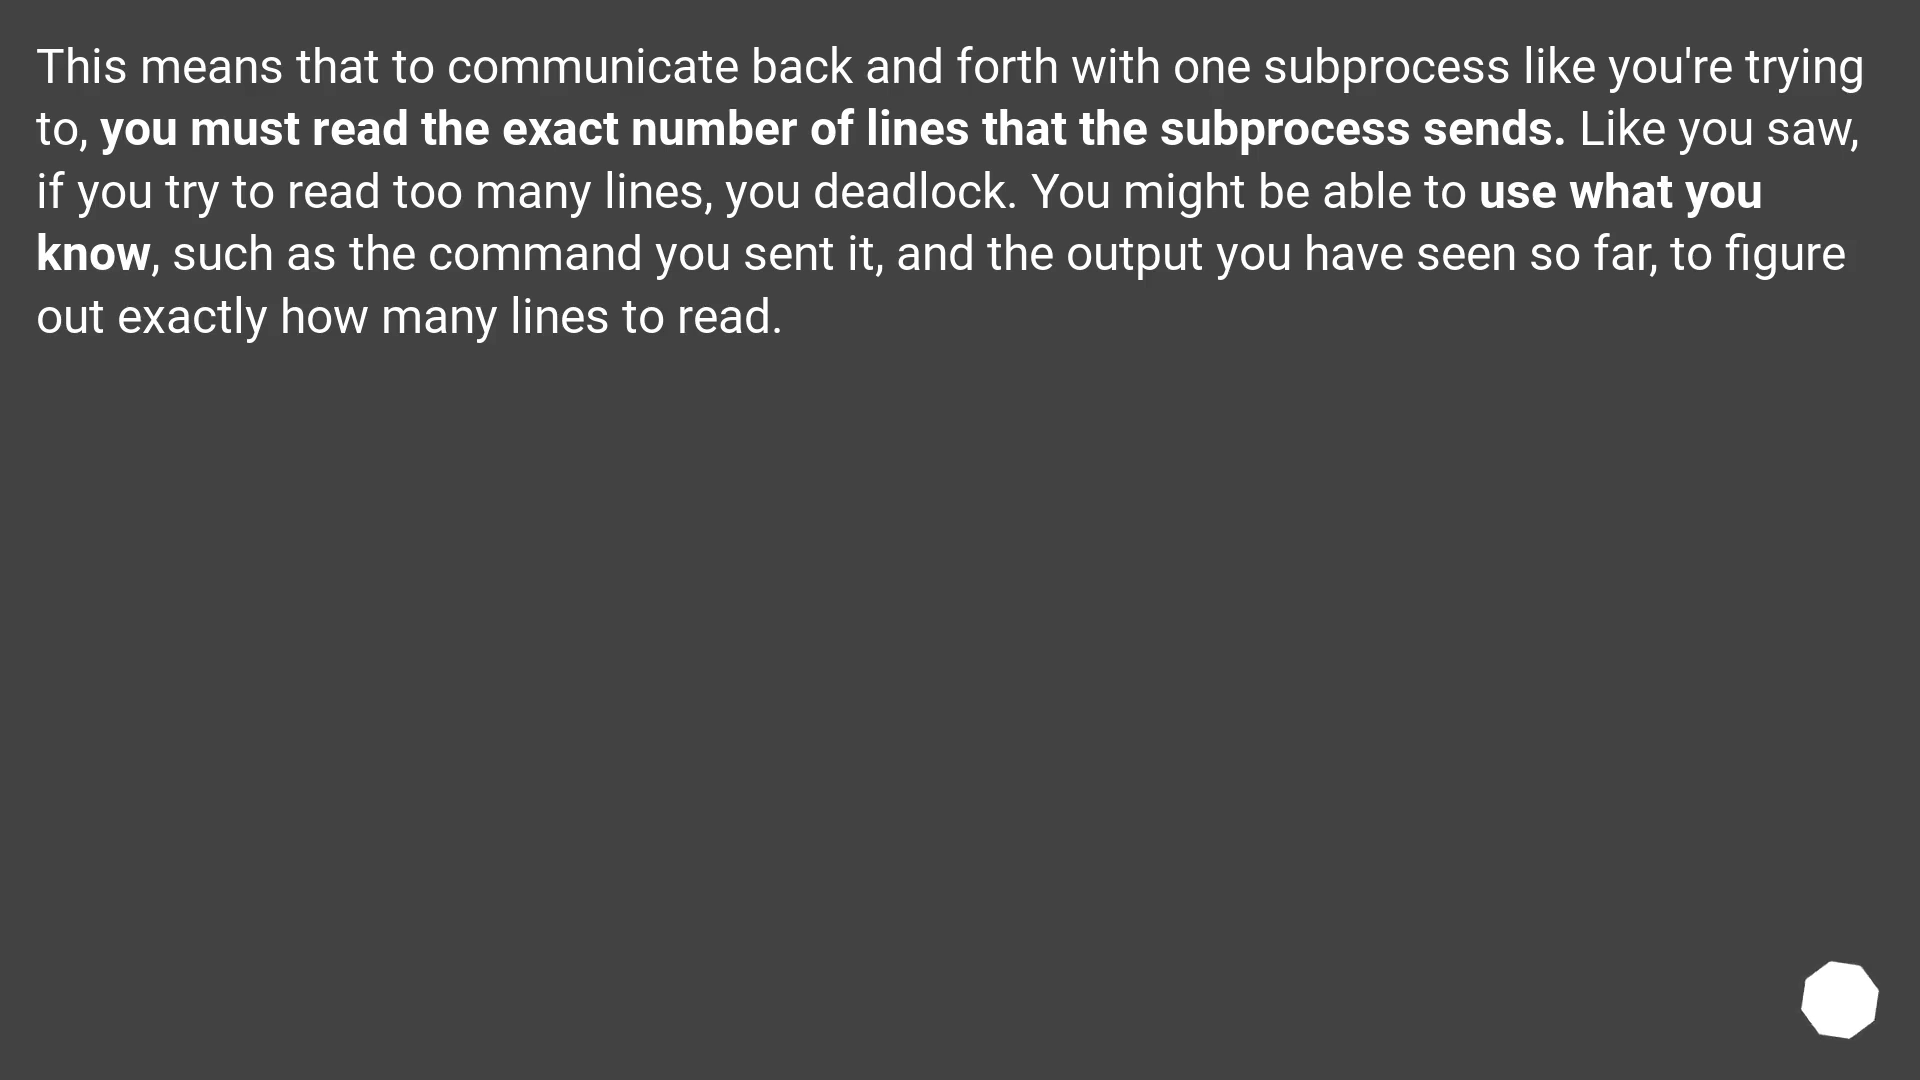 This means that to communicate back and forth with one subprocess like you're trying
to, you must read the exact number of lines that the subprocess sends. Like you saw,
if you try to read too many lines, you deadlock. You might be able to use what you
know, such as the command you sent it, and the output you have seen so far, to figure
out exactly how many lines to read.